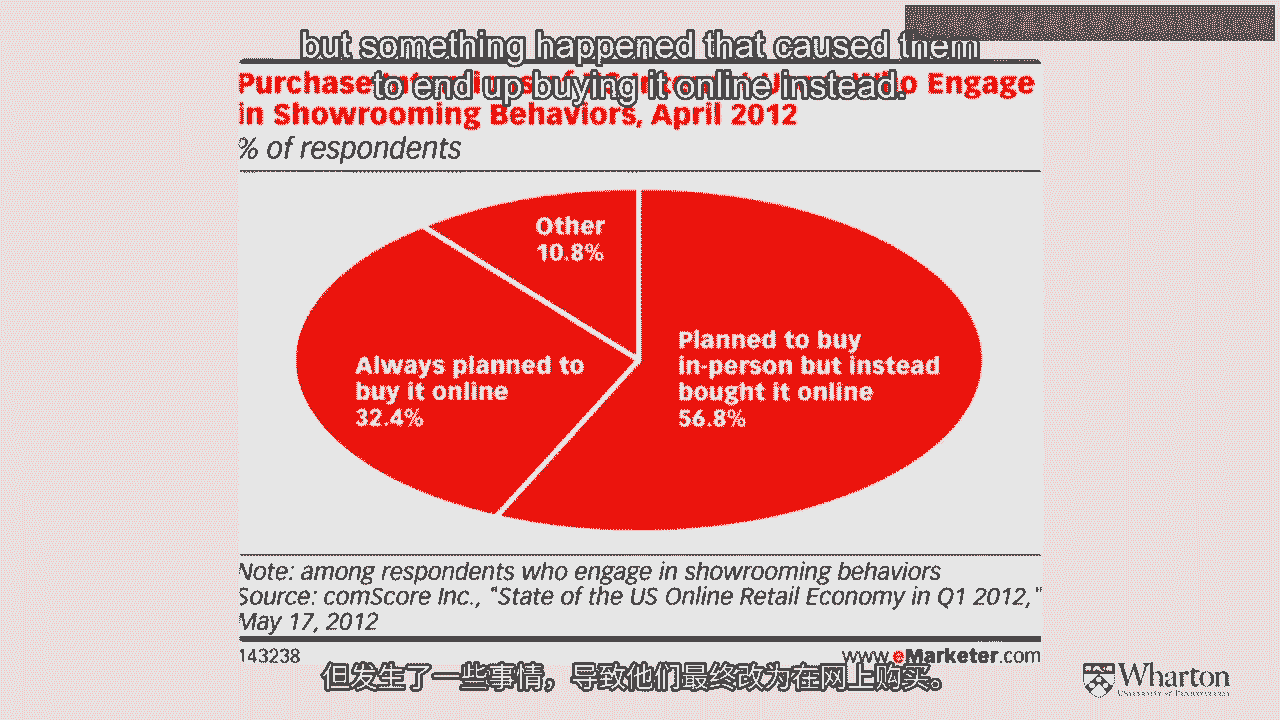 but something happened that caused them
to end up buying it online instead.
Purchase Who Engage
in Showrooming Behaviors, April 2012
% of respondents
Other
10.8%
Planned to buy
in-person but instead
bought it online
56.8%
Always planned to
buy it online
32.4%
Note: among respondents who engage in showrooming behaviors
Source: comScore Inc., "State of the US Online Retail Economy in Q1 2012,"
May 17, 2012
143238
www.eMarketer.com
但发生了一些事情，导致他们最终改为在网上购买。
Wharton
University of Pennsylvania